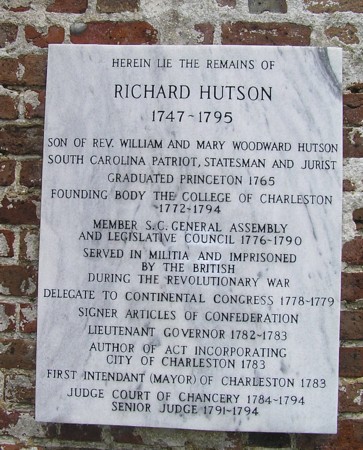 HEREIN LIE THE REMAINS OF
RICHARD HUTSON
1747-1795
SON OF REV. WILLIAM AND MARY WOODWARD HUTSON
SOUTH CAROLINA PATRIOT, STATESMAN AND JURIST
GRADUATED PRINCETON 1765
FOUNDING BODY THE COLLEGE OF CHARLESTON
1772-1794
MEMBER S.C. GENERAL ASSEMBLY
AND LEGISLATIVE COUNCIL 1776-1790
SERVED IN MILITIA AND IMPRISONED
BY THE BRITISH
DURING THE REVOLUTIONARY WAR
DELEGATE TO CONTINENTAL CONGRESS 1778-1779
SIGNER ARTICLES OF CONFEDERATION
LIEUTENANT GOVERNOR 1782-1783
AUTHOR OF ACT INCORPORATING
CITY OF CHARLESTON 1783
FIRST INTENDANT (MAYOR) OF CHARLESTON 1783
JUDGE COURT OF CHANCERY 1784-1794
SENIOR JUDGE 1791-1794